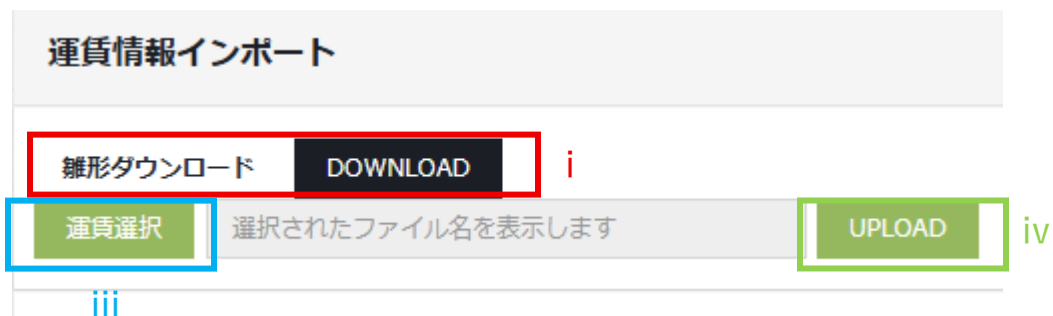 運賃情報インポート
雛形ダウンロード DOWNLOAD i
運賃選択 選択されたファイル名を表示します UPLOAD iv
iii